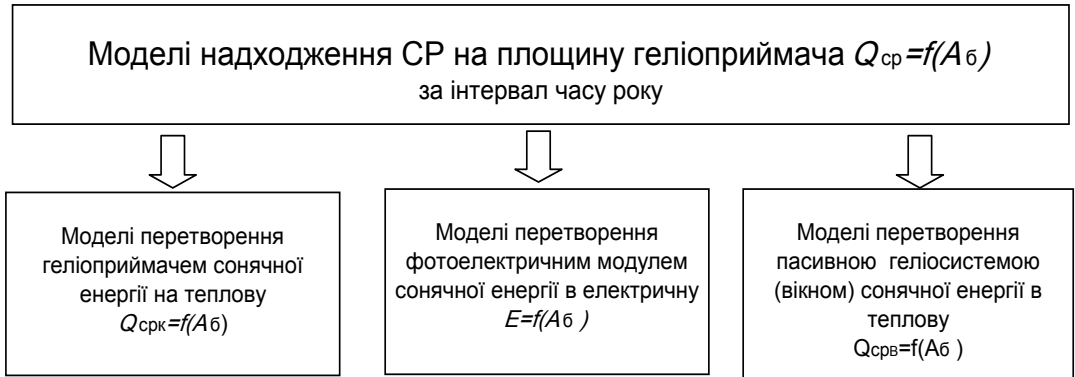 Моделі надходження СР на площину геліоприймача Qср=f(Aб)
за інтервал часу року
Моделі перетворення
геліоприймачем сонячної
енергії на теплову
Qсрк=f(Aб)
Моделі перетворення
фотоелектричним модулем
сонячної енергії в електричну
E=f(Aб )
Моделі перетворення
пасивною геліосистемою
(вікном) сонячної енергії в
теплову
Qсрв=f(Aб )